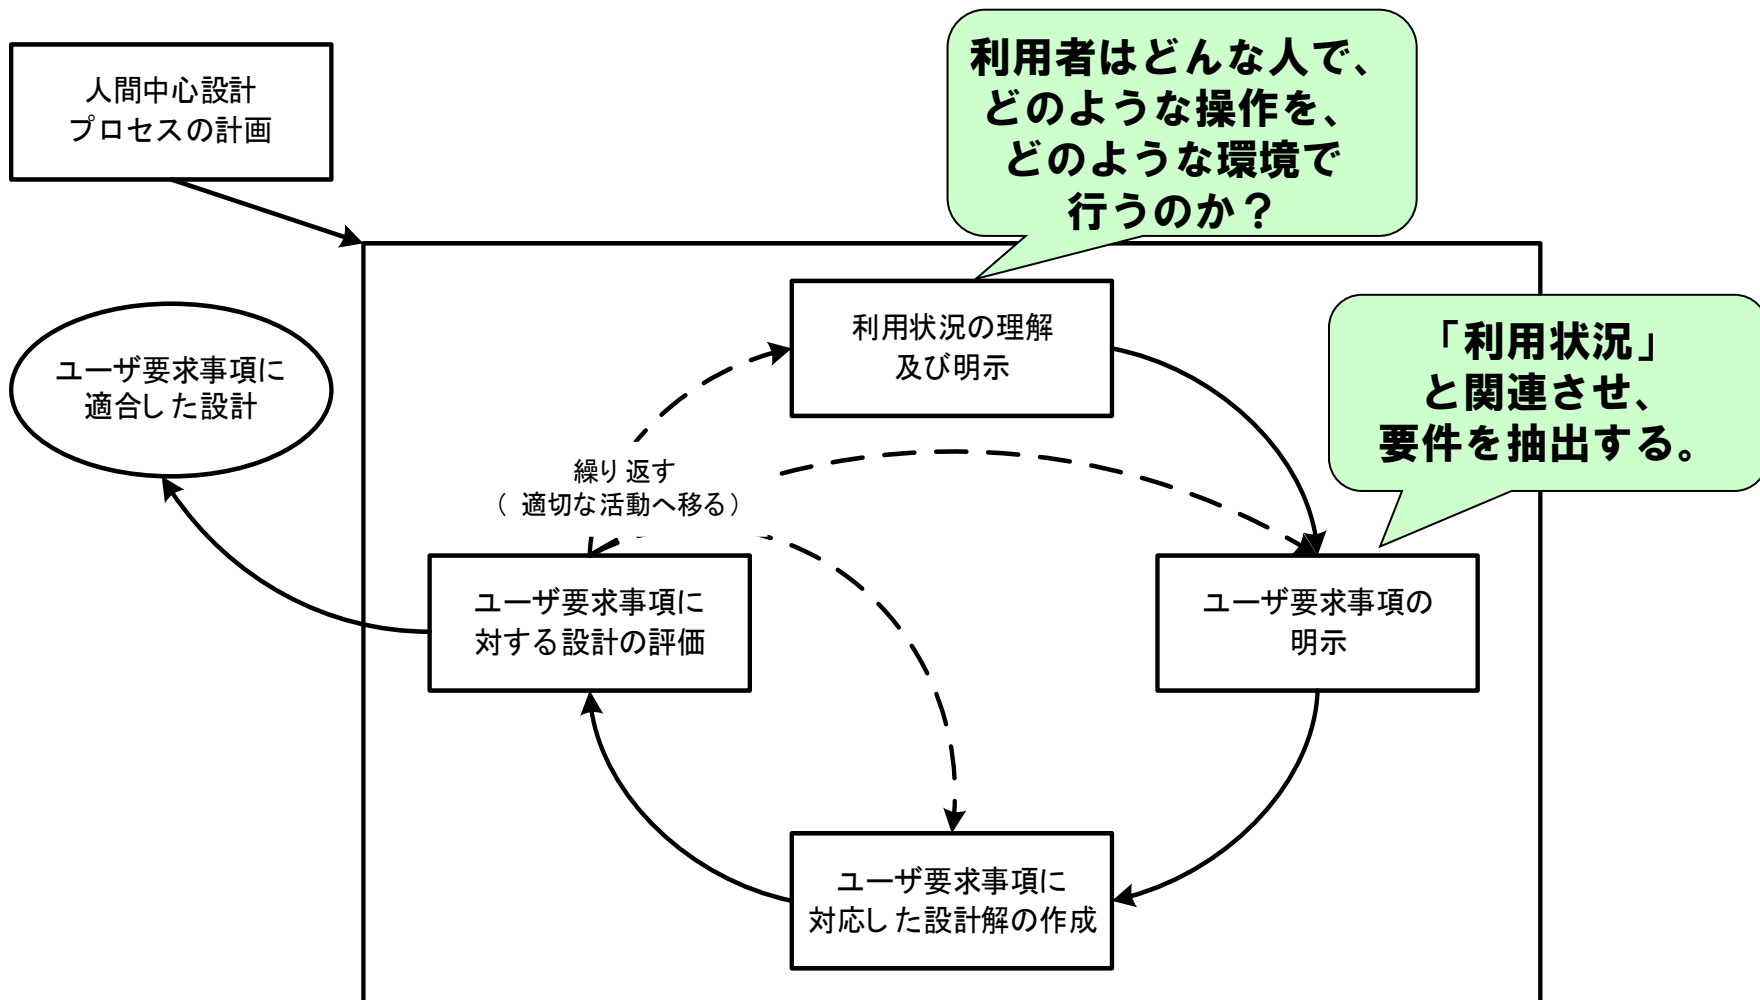 人間中心設計
プロセスの計画
利用者はどんな人で、
どのような操作を、
どのような環境で
行うのか？
利用状況の理解
及び明示
「利用状況」
と関連させ、
要件を抽出する。
ユーザ要求事項に
適合した設計
繰り返す
（適切な活動へ移る）
ユーザ要求事項に
対する設計の評価
ユーザ要求事項の
明示
ユーザ要求事項に
対応した設計解の作成